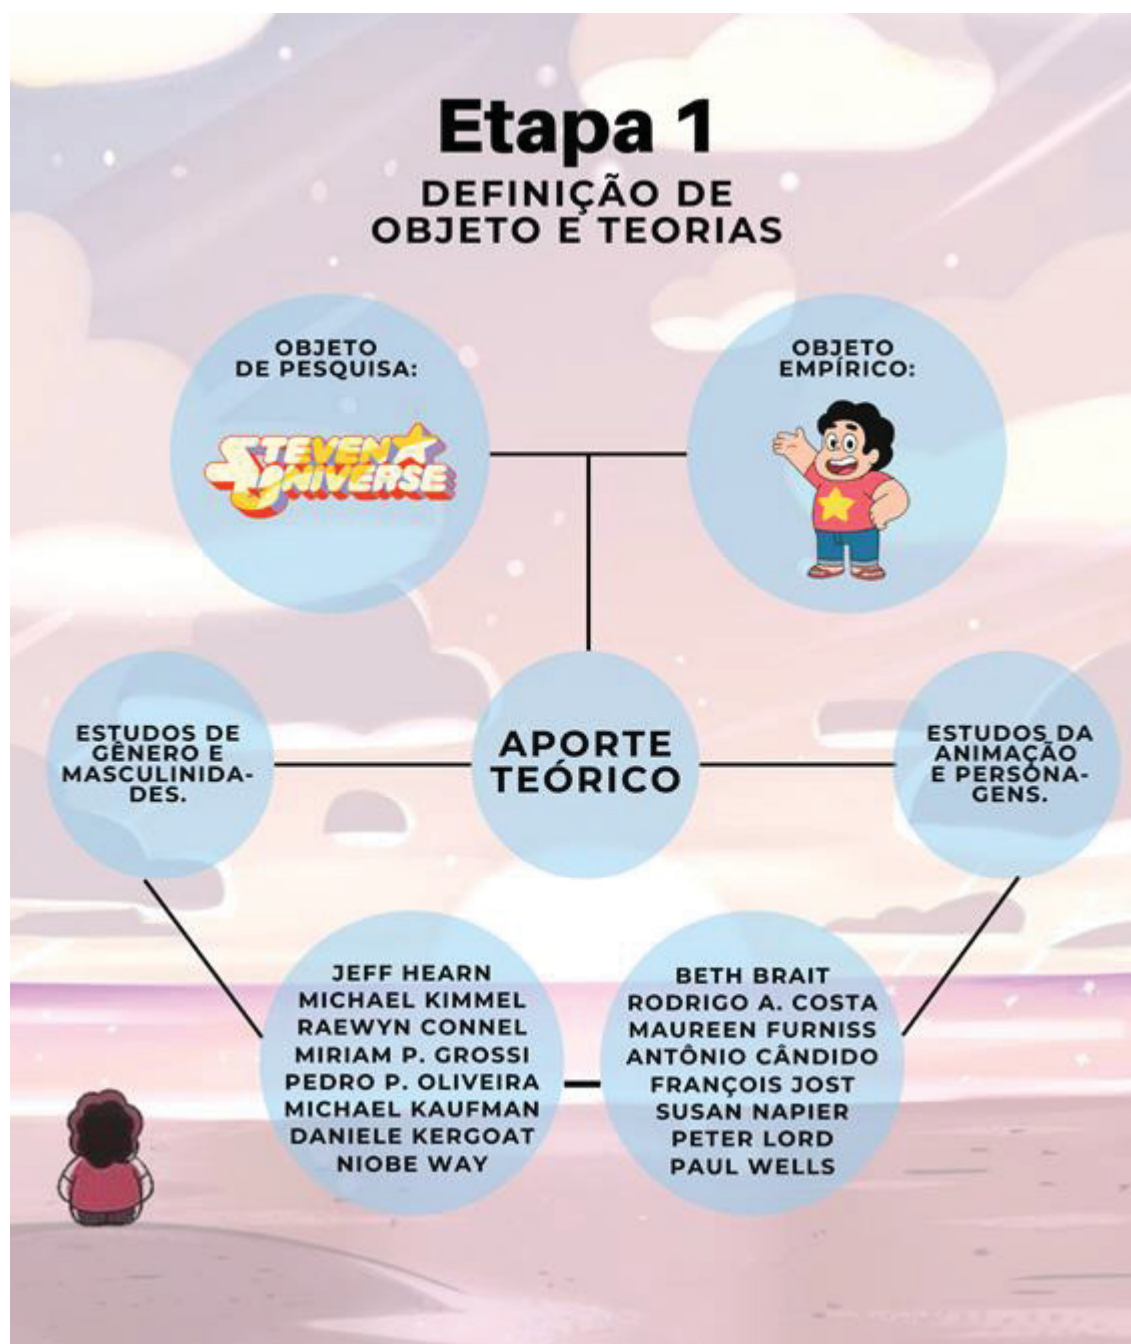 Etapa 1
DEFINIÇÃO DE
OBJETO E TEORIAS
OBJETO
DE PESQUISA:
STEVEN
UNIVERSE
OBJETO
EMPÍRICO:
ESTUDOS DE
GÊNERO E
MASCULINIDA-
DES.
APORTE
TEÓRICO
ESTUDOS DA
ANIMAÇÃO
E PERSONA-
GENS.
JEFF HEARN
MICHAEL KIMMEL
RAEWYN CONNEL
MIRIAM P. GROSSI
PEDRO P. OLIVEIRA
MICHAEL KAUFMAN
DANIELE KERGOAT
NIOBE WAY
BETH BRAIT
RODRIGO A. COSTA
MAUREEN FURNISS
ANTÔNIO CÂNDIDO
FRANÇOIS JOST
SUSAN NAPIER
PETER LORD
PAUL WELLS